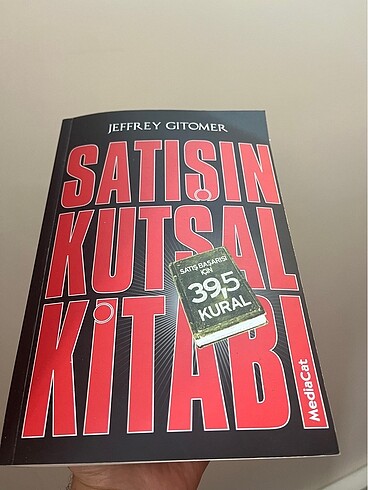 JEFFREY GITOMER
SATIŞIN
KUTSAL
KİTABI
SATIŞ BAŞARISI
İÇİN
39,5
KURAL
MediaCat